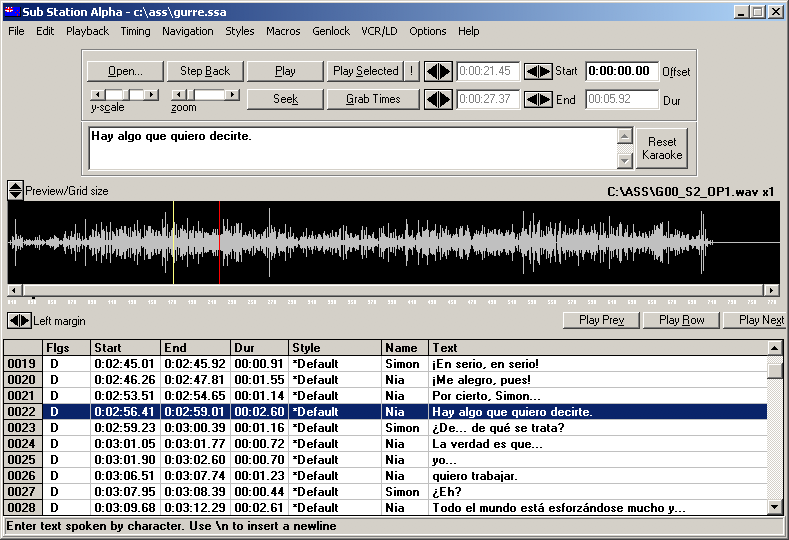 Sub Station Alpha - c:\ass\gurre.ssa
File Edit Playback Timing Navigation Styles Macros Genlock VCR/LD Options Help
Open... Step Back Play Play Selected ! 0:00:21.45 Start 0:00:00.00 Offset
y-scale zoom Seek Grab Times 0:00:27.37 End 00:05.92 Dur
Hay algo que quiero decirte.
Reset
Karaoke
Preview/Grid size C:\ASS\G00_S2_OP1.wav x1
Left margin Play Prev Play Row Play Next
Flgs Start End Dur Style Name Text
0019 D 0:02:45.01 0:02:45.92 00:00.91 *Default Simon ¡En serio, en serio!
0020 D 0:02:46.26 0:02:47.81 00:01.55 *Default Nia ¡Me alegro, pues!
0021 D 0:02:53.51 0:02:54.65 00:01.14 *Default Nia Por cierto, Simon...
0022 D 0:02:56.41 0:02:59.01 00:02.60 *Default Nia Hay algo que quiero decirte.
0023 D 0:02:59.23 0:03:00.39 00:01.16 *Default Simon ¿De... de qué se trata?
0024 D 0:03:01.05 0:03:01.77 00:00.72 *Default Nia La verdad es que...
0025 D 0:03:01.90 0:03:02.60 00:00.70 *Default Nia yo...
0026 D 0:03:06.51 0:03:07.74 00:01.23 *Default Nia quiero trabajar.
0027 D 0:03:07.95 0:03:08.39 00:00.44 *Default Simon ¿Eh?
0028 D 0:03:09.68 0:03:12.29 00:02.61 *Default Nia Todo el mundo está esforzándose mucho y...
Enter text spoken by character. Use \n to insert a newline